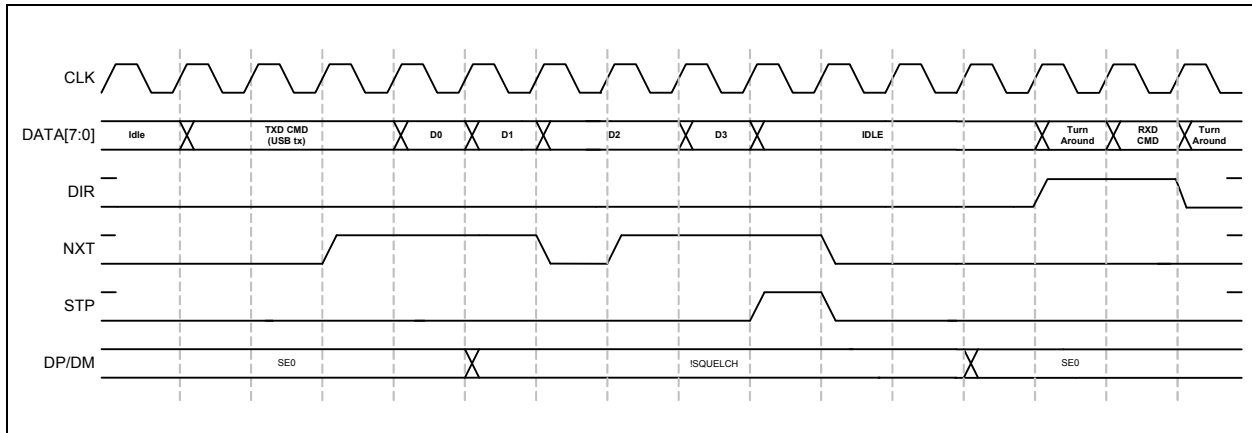 CLK
DATA[7:0]
Idle
TXD CMD
(USB tx)
D0
D1
D2
D3
IDLE
Turn
Around
RXD
CMD
Turn
Around
DIR
NXT
STP
DP/DM
SE0
!SQUELCH
SE0